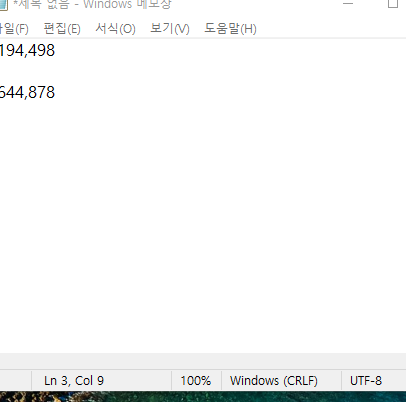 *제목 없음 - Windows 메모장
파일(F) 편집(E) 서식(O) 보기(V) 도움말(H)
194,498
644,878
Ln 3, Col 9 100% Windows (CRLF) UTF-8